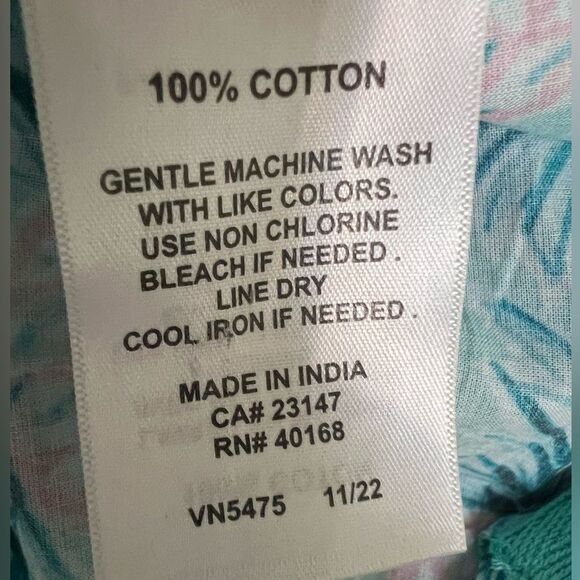 100% COTTON
GENTLE MACHINE WASH
WITH LIKE COLORS.
USE NON CHLORINE
BLEACH IF NEEDED .
LINE DRY
COOL IRON IF NEEDED .
MADE IN INDIA
CA# 23147
RN# 40168
VN5475 11/22